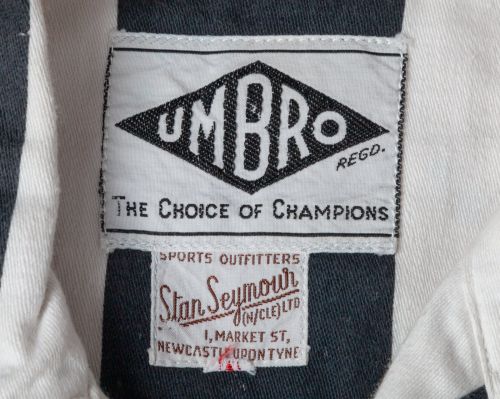 UMBRO
REGD.
THE CHOICE OF CHAMPIONS
SPORTS OUTFITTERS
Stan Seymour
(N/CLE) LTD
1, MARKET ST,
NEWCASTLE UPON TYNE